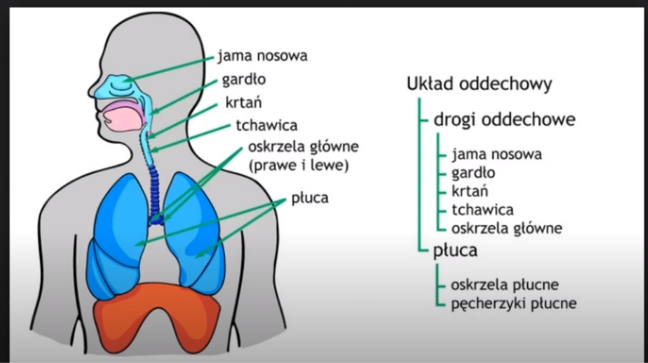 jama nosowa
gardło
krtań
tchawica
oskrzela główne
(prawe i lewe)
płuca
Układ oddechowy
drogi oddechowe
jama nosowa
gardło
krtań
tchawica
oskrzela główne
płuca
oskrzela płucne
pęcherzyki płucne